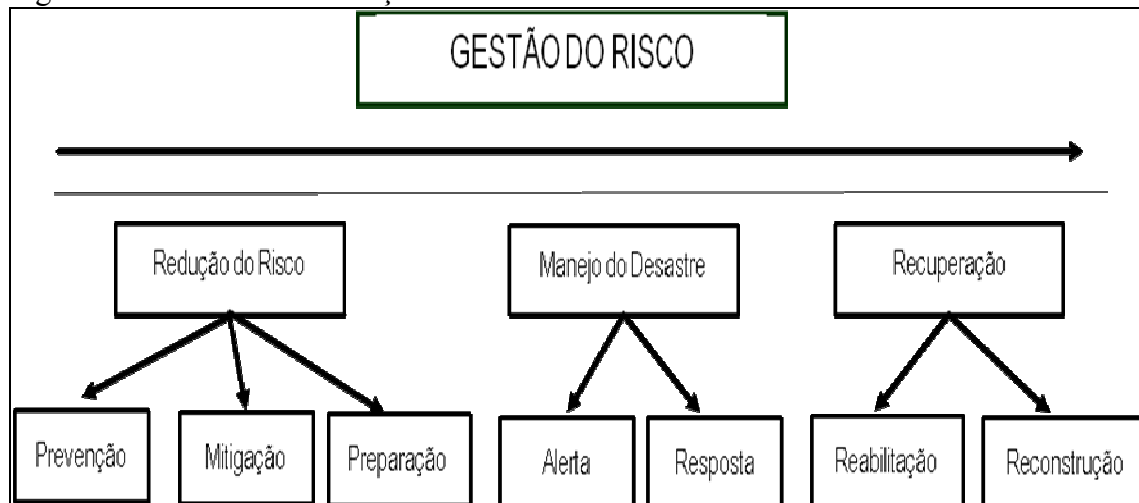 GESTÃO DO RISCO
Redução do Risco
Manejo do Desastre
Recuperação
Prevenção
Mitigação
Preparação
Alerta
Resposta
Reabilitação
Reconstrução